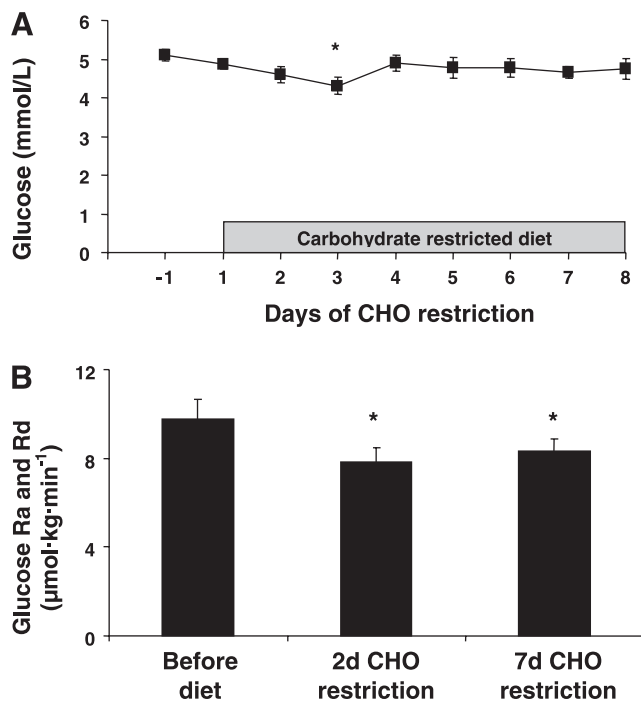 A
6
5
4
3
2
1
0
*
Glucose (mmol/L)
Carbohydrate restricted diet
-1 1 2 3 4 5 6 7 8
Days of CHO restriction
B
12
8
4
0
Glucose Ra and Rd
(μmol·kg·min⁻¹)
* *
Before
diet
2d CHO
restriction
7d CHO
restriction